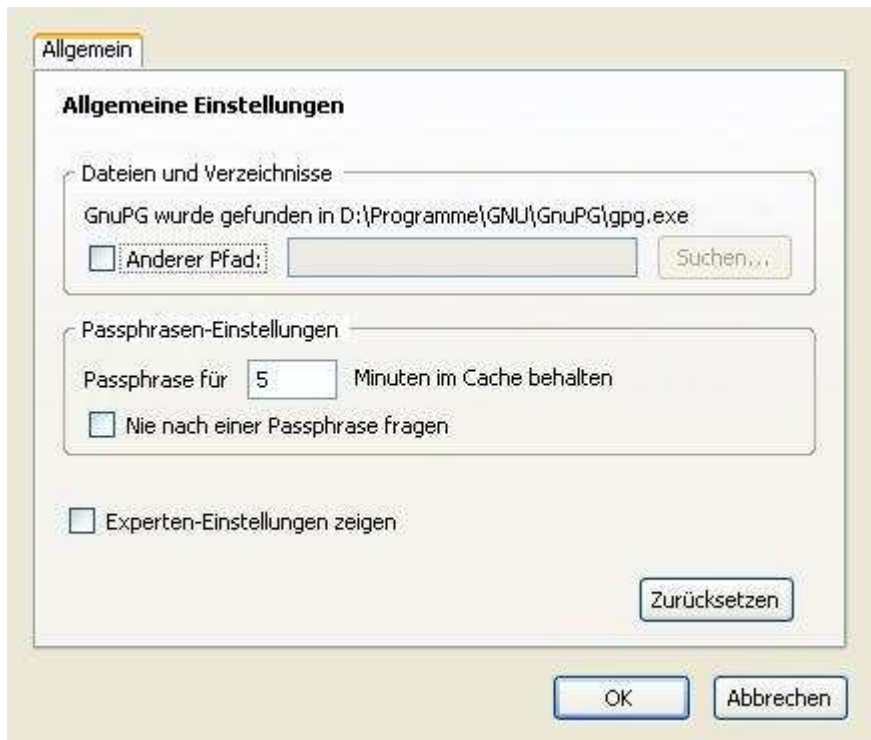 Allgemein
Allgemeine Einstellungen
Dateien und Verzeichnisse
GnuPG wurde gefunden in D:\Programme\GNU\GnuPG\gpg.exe
Anderer Pfad: Suchen...
Passphrasen-Einstellungen
Passphrase für 5 Minuten im Cache behalten
Nie nach einer Passphrase fragen
Experten-Einstellungen zeigen
Zurücksetzen
OK Abbrechen